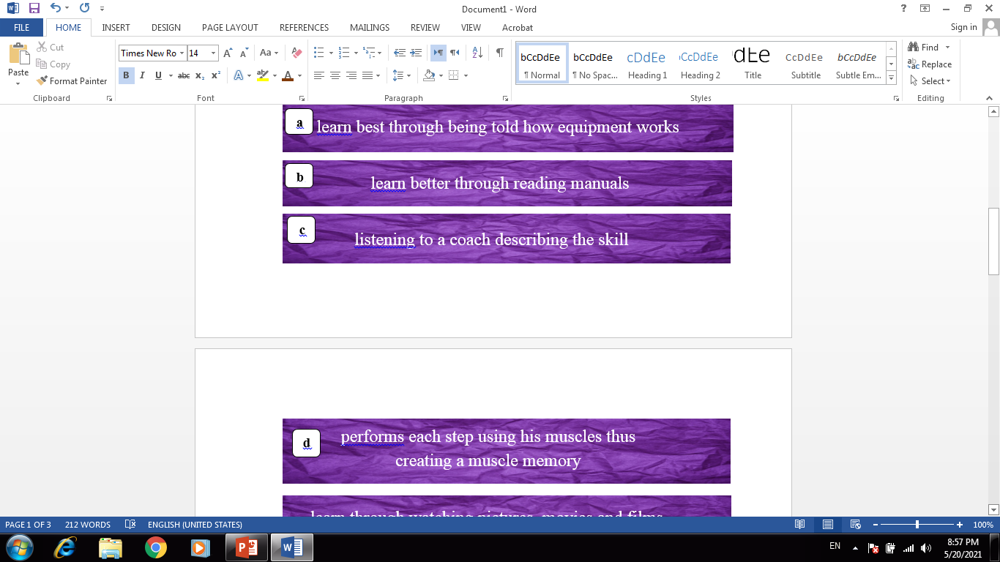 Document1 - Word
?
FILE
HOME
INSERT
DESIGN
PAGE LAYOUT
REFERENCES
MAILINGS
REVIEW
VIEW
Acrobat
Sign in
Paste
Cut
Copy
Format Painter
Clipboard
Times New Ro
14
Aa
B I U abc x₂ x²
Font
Paragraph
bCcDdEe
¶ Normal
bCcDdEe
¶ No Spac...
cDdEe
Heading 1
CcDdEe
Heading 2
dEe
Title
CcDdEe
Subtitle
bCcDdEe
Subtle Em...
Styles
Find
Replace
Select
Editing
a
learn best through being told how equipment works
b
learn better through reading manuals
c
listening to a coach describing the skill
d
performs each step using his muscles thus
creating a muscle memory
learn through watching pictures, movies and films
PAGE 1 OF 3
212 WORDS
ENGLISH (UNITED STATES)
100%
EN
8:57 PM
5/20/2021